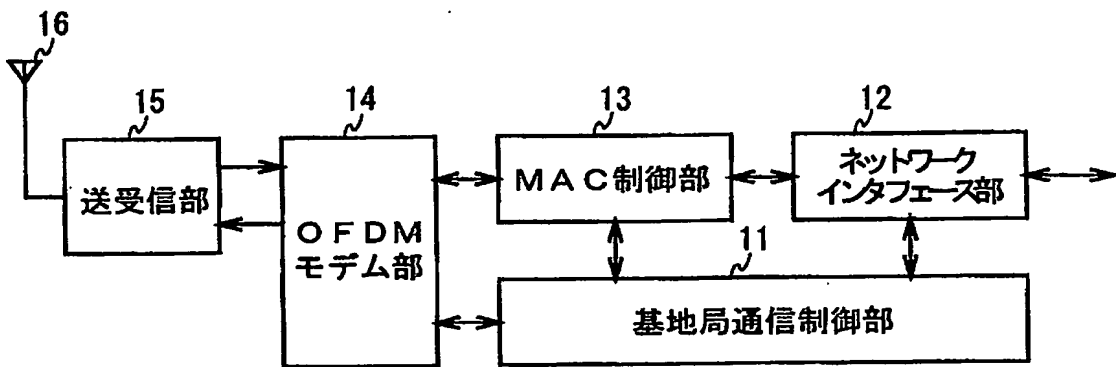 16
15
14
13
12
送受信部
OFDM
モデム部
MAC制御部
ネットワーク
インタフェース部
11
基地局通信制御部